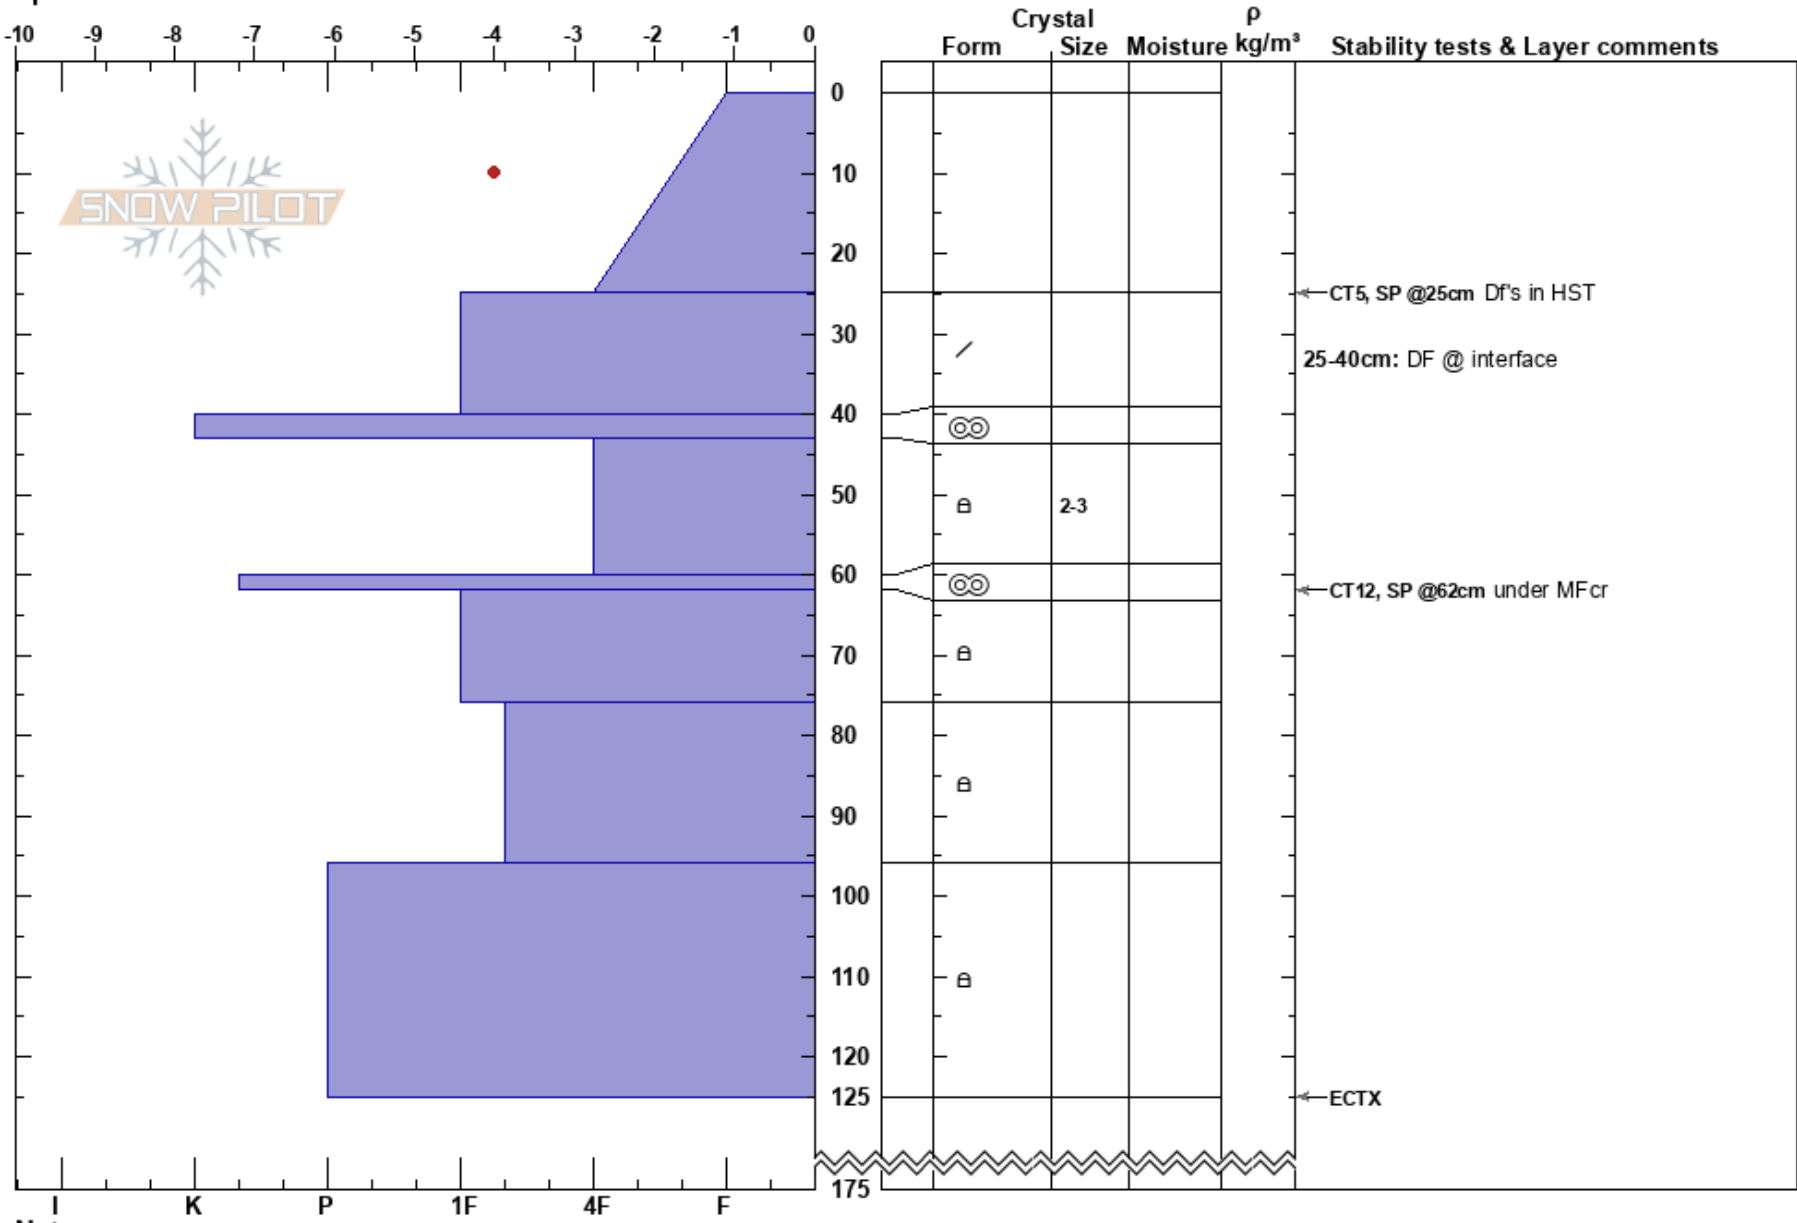 -10 -9 -8 -7 -6 -5 -4 -3 -2 -1 0
Crystal
ρ
Form Size Moisture kg/m³ Stability tests & Layer comments
0
SNOW PILOT
10
20
CT5, SP @25cm Df's in HST
30
25-40cm: DF @ interface
40
50
2-3
60
CT12, SP @62cm under MFcr
70
80
90
100
110
120
125
ECTX
175
I K P 1F 4F F